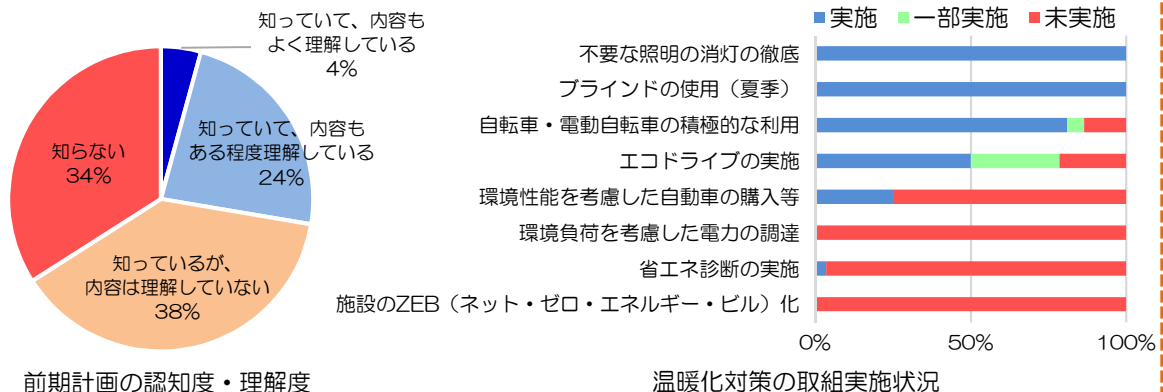 知っていて、内容も
よく理解している
4%
知っていて、内容も
ある程度理解している
24%
知っているが、
内容は理解していない
38%
知らない
34%
前期計画の認知度・理解度
実施 一部実施 未実施
不要な照明の消灯の徹底
ブラインドの使用（夏季）
自転車・電動自転車の積極的な利用
エコドライブの実施
環境性能を考慮した自動車の購入等
環境負荷を考慮した電力の調達
省エネ診断の実施
施設のZEB（ネット・ゼロ・エネルギー・ビル）化
0% 50% 100%
温暖化対策の取組実施状況